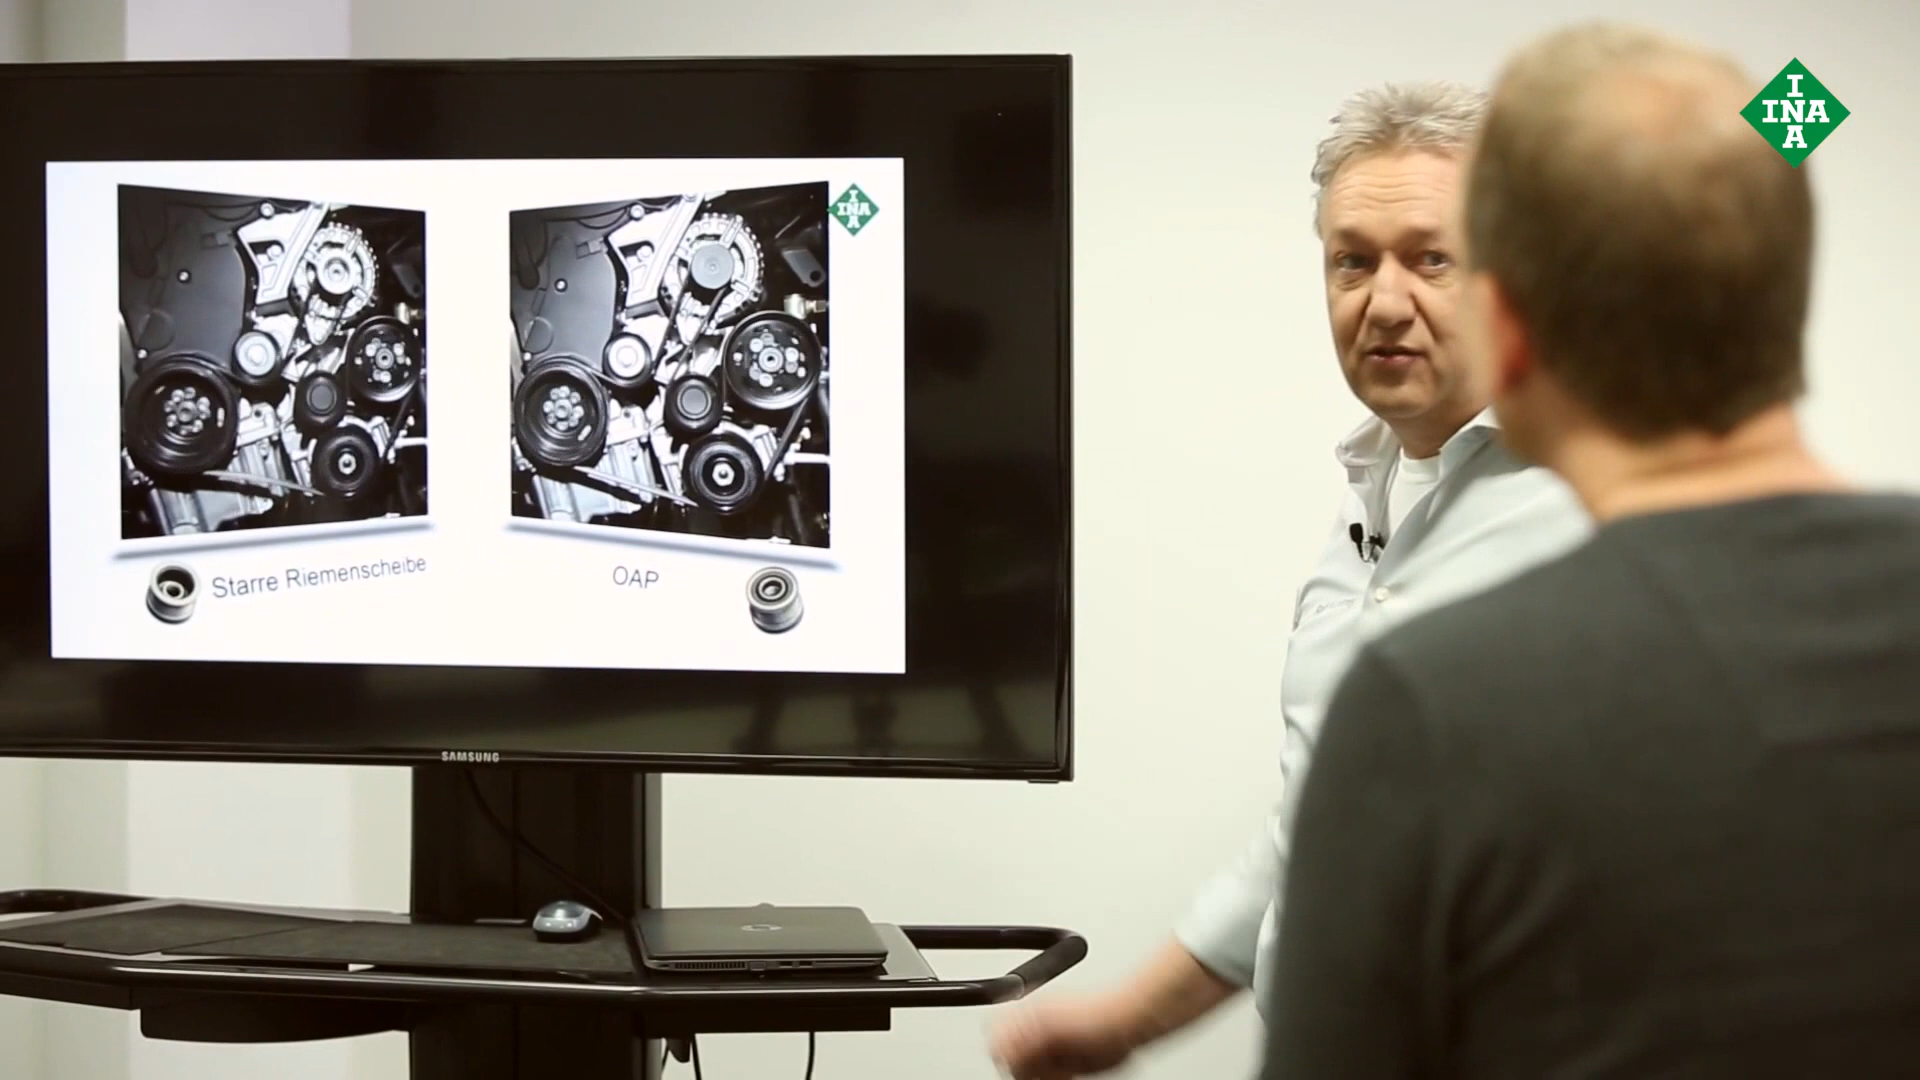 I
INA
A
I
INA
A
Starre Riemenscheibe
OAP
SAMSUNG